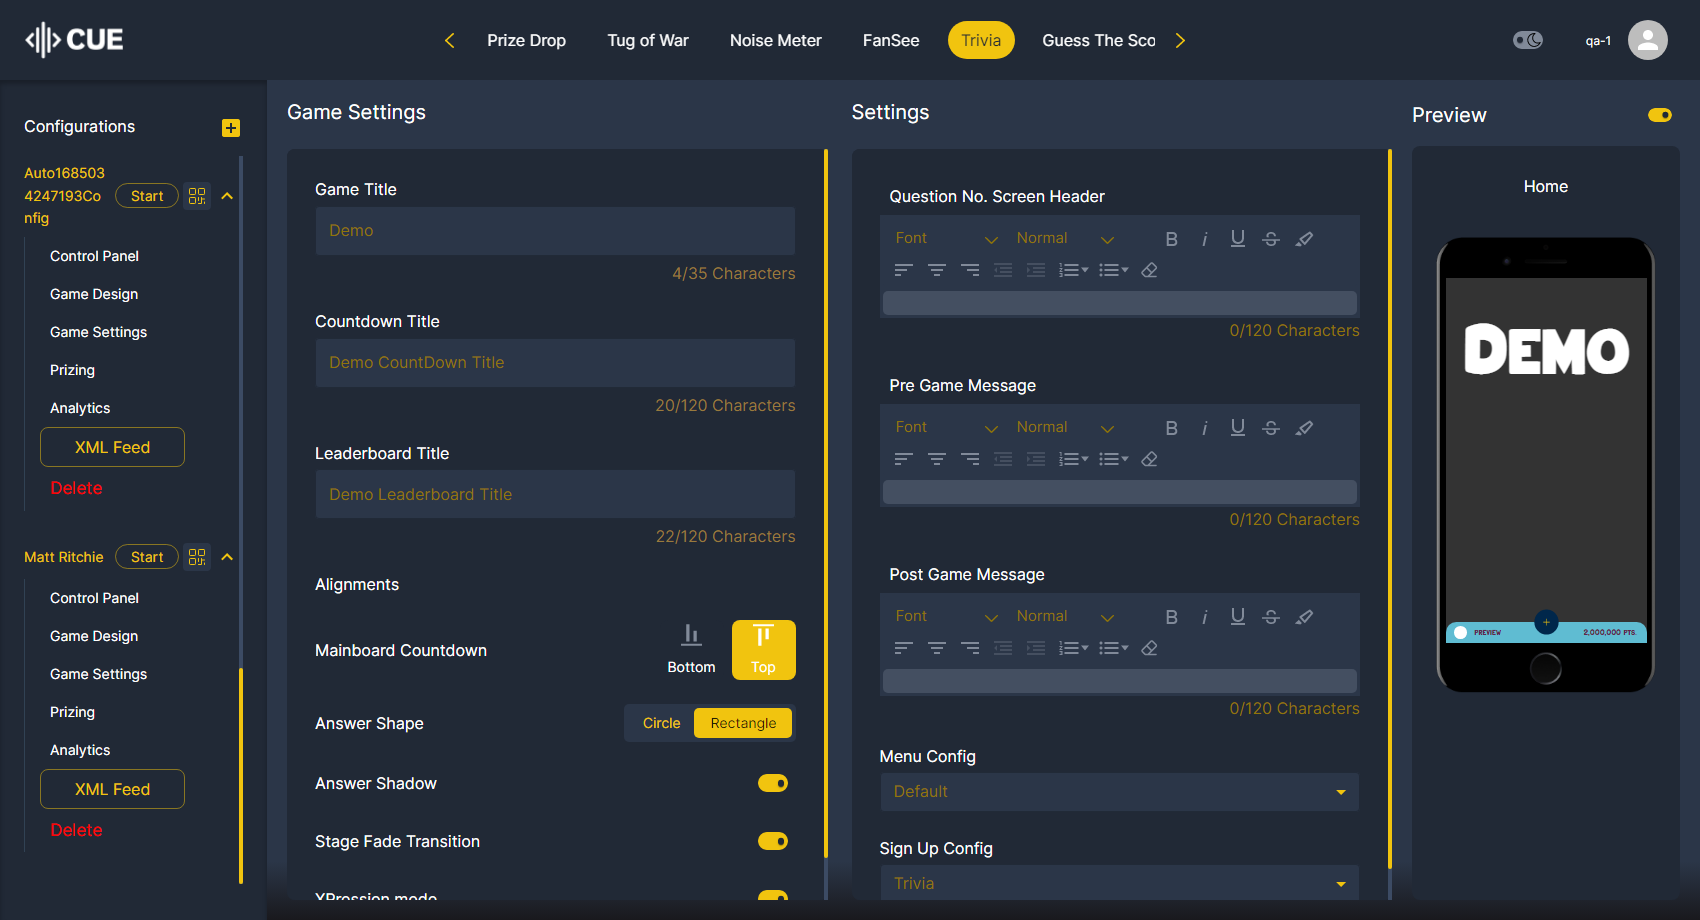 CUE
Prize Drop
Tug of War
Noise Meter
FanSee
Trivia
Guess The Sco
qa-1
Configurations
Auto168503
4247193Co
nfig
Start
Control Panel
Game Design
Game Settings
Prizing
Analytics
XML Feed
Delete
Matt Ritchie
Start
Control Panel
Game Design
Game Settings
Prizing
Analytics
XML Feed
Delete
Game Settings
Game Title
Demo
4/35 Characters
Countdown Title
Demo CountDown Title
20/120 Characters
Leaderboard Title
Demo Leaderboard Title
22/120 Characters
Alignments
Mainboard Countdown
Bottom
Top
Answer Shape
Circle
Rectangle
Answer Shadow
Stage Fade Transition
XPression mode
Settings
Question No. Screen Header
Font
Normal
0/120 Characters
Pre Game Message
Font
Normal
0/120 Characters
Post Game Message
Font
Normal
0/120 Characters
Menu Config
Default
Sign Up Config
Trivia
Preview
Home
DEMO
PREVIEW
2,000,000 PTS.